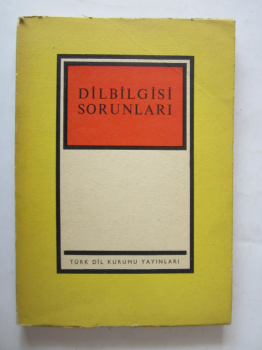 DİLBİLGİSİ
SORUNLARI
TÜRK DİL KURUMU YAYINLARI